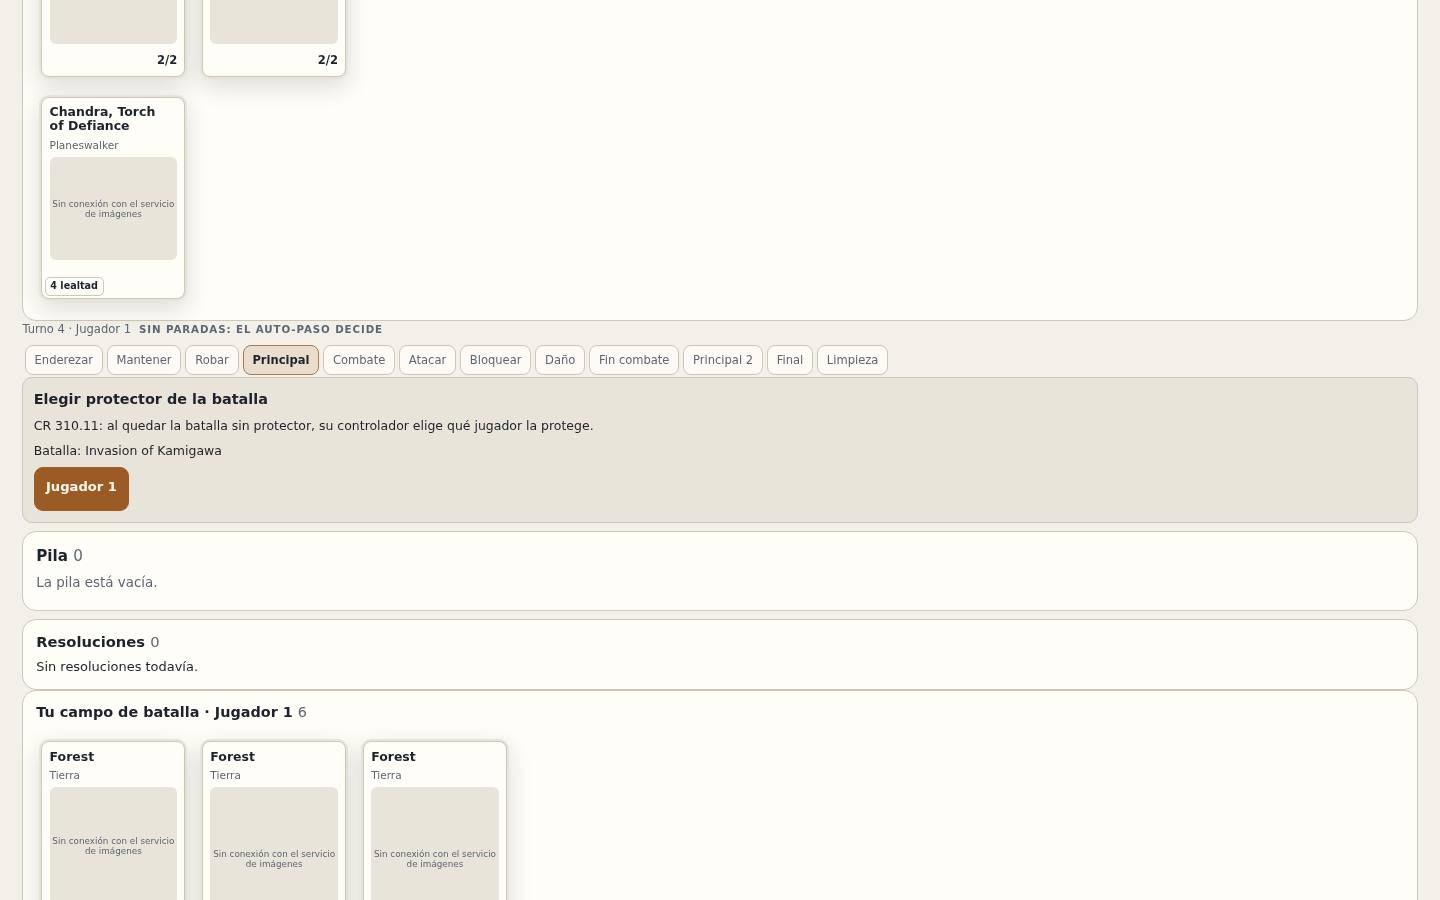 2/2
2/2
Chandra, Torch
of Defiance
Planeswalker
Sin conexión con el servicio
de imágenes
4 lealtad
Turno 4 · Jugador 1 SIN PARADAS: EL AUTO-PASO DECIDE
Enderezar Mantener Robar Principal Combate Atacar Bloquear Daño Fin combate Principal 2 Final Limpieza
Elegir protector de la batalla
CR 310.11: al quedar la batalla sin protector, su controlador elige qué jugador la protege.
Batalla: Invasion of Kamigawa
Jugador 1
Pila 0
La pila está vacía.
Resoluciones 0
Sin resoluciones todavía.
Tu campo de batalla · Jugador 1 6
Forest
Tierra
Sin conexión con el servicio
de imágenes
Forest
Tierra
Sin conexión con el servicio
de imágenes
Forest
Tierra
Sin conexión con el servicio
de imágenes